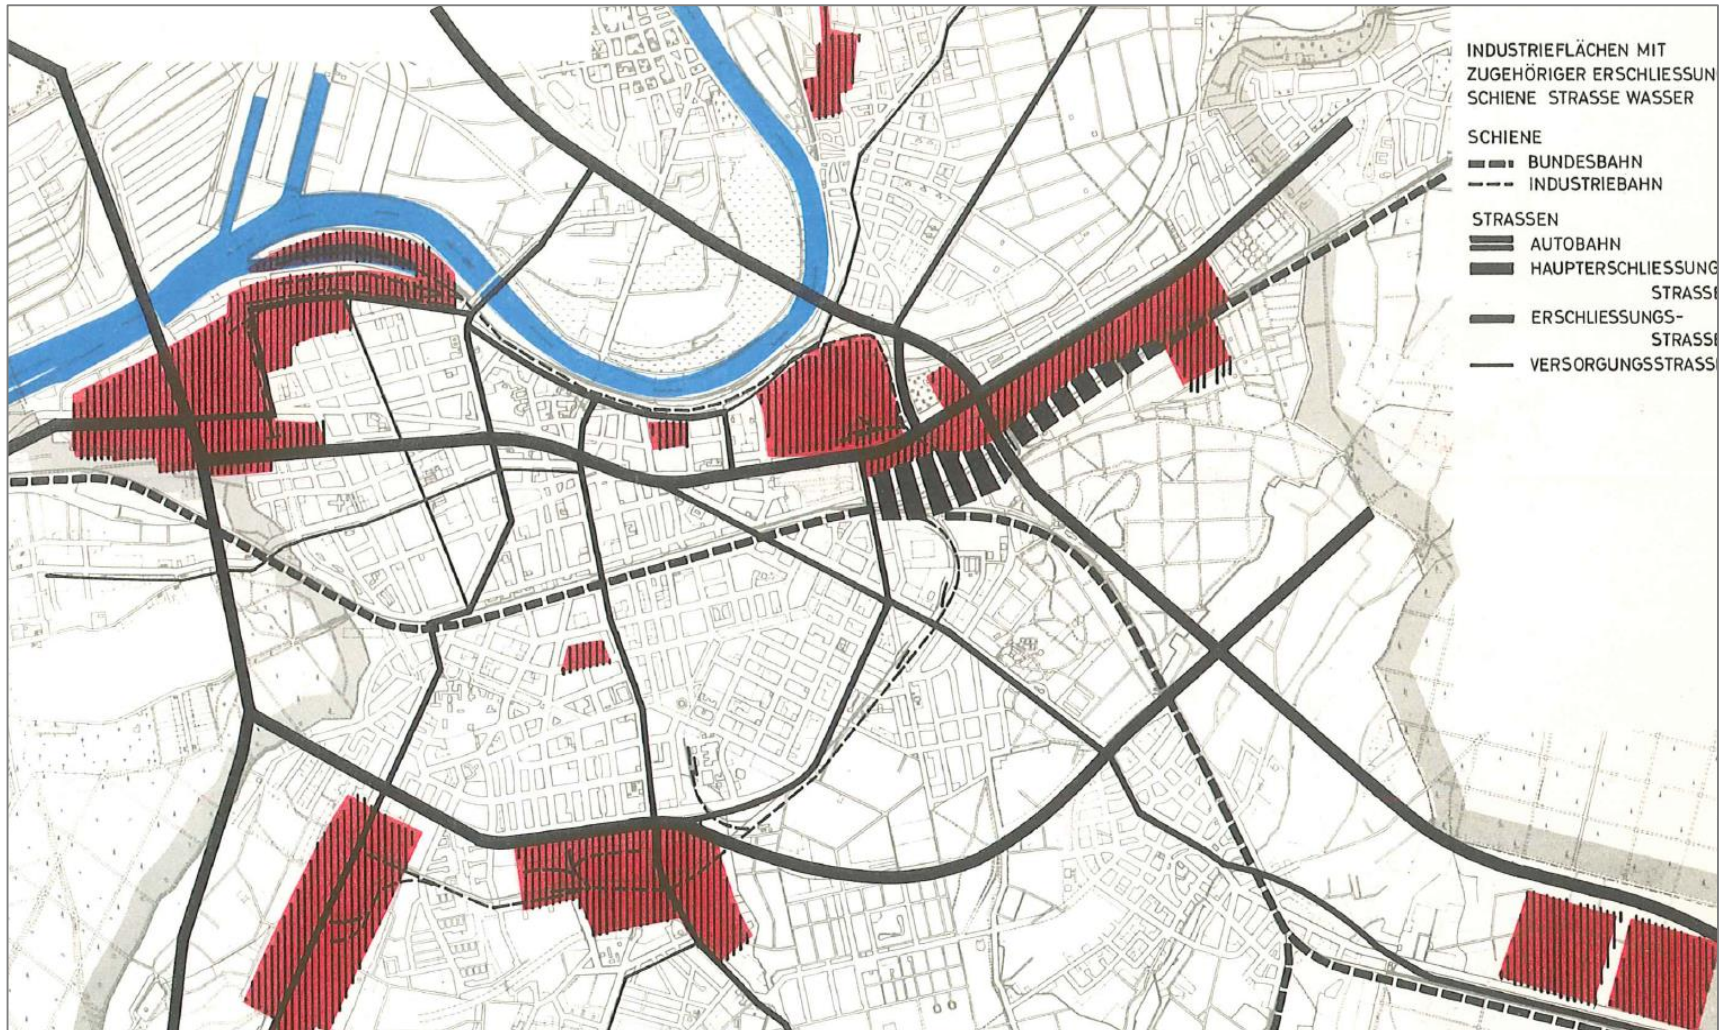 INDUSTRIEFLÄCHEN MIT
ZUGEHÖRIGER ERSCHLIESSUN
SCHIENE STRASSE WASSER
SCHIENE
BUNDESBAHN
INDUSTRIEBAHN
STRASSEN
AUTOBAHN
HAUPTERSCHLIESSUNG
STRASSE
ERSCHLIESSUNGS-
STRASSE
VERSORGUNGSSTRASS